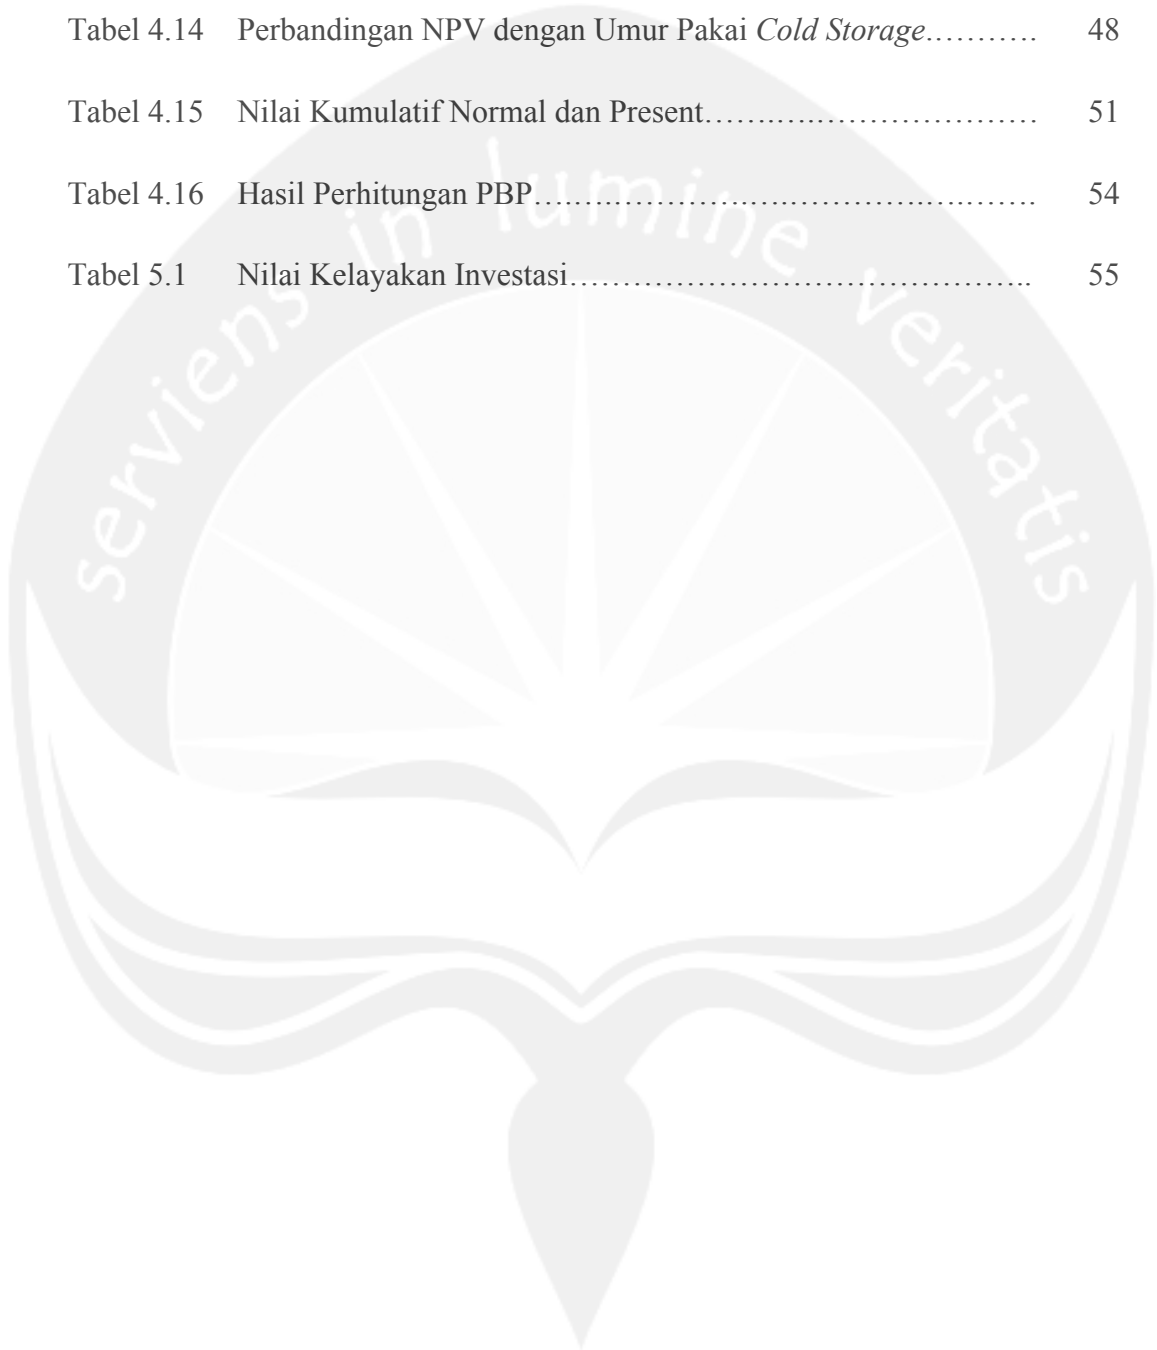 Tabel 4.14 Perbandingan NPV dengan Umur Pakai Cold Storage………… 48
Tabel 4.15 Nilai Kumulatif Normal dan Present…….….………………… 51
Tabel 4.16 Hasil Perhitungan PBP…….…………..……………….….……. 54
Tabel 5.1 Nilai Kelayakan Investasi…………………………………….. 55
serviens in lumine veritatis